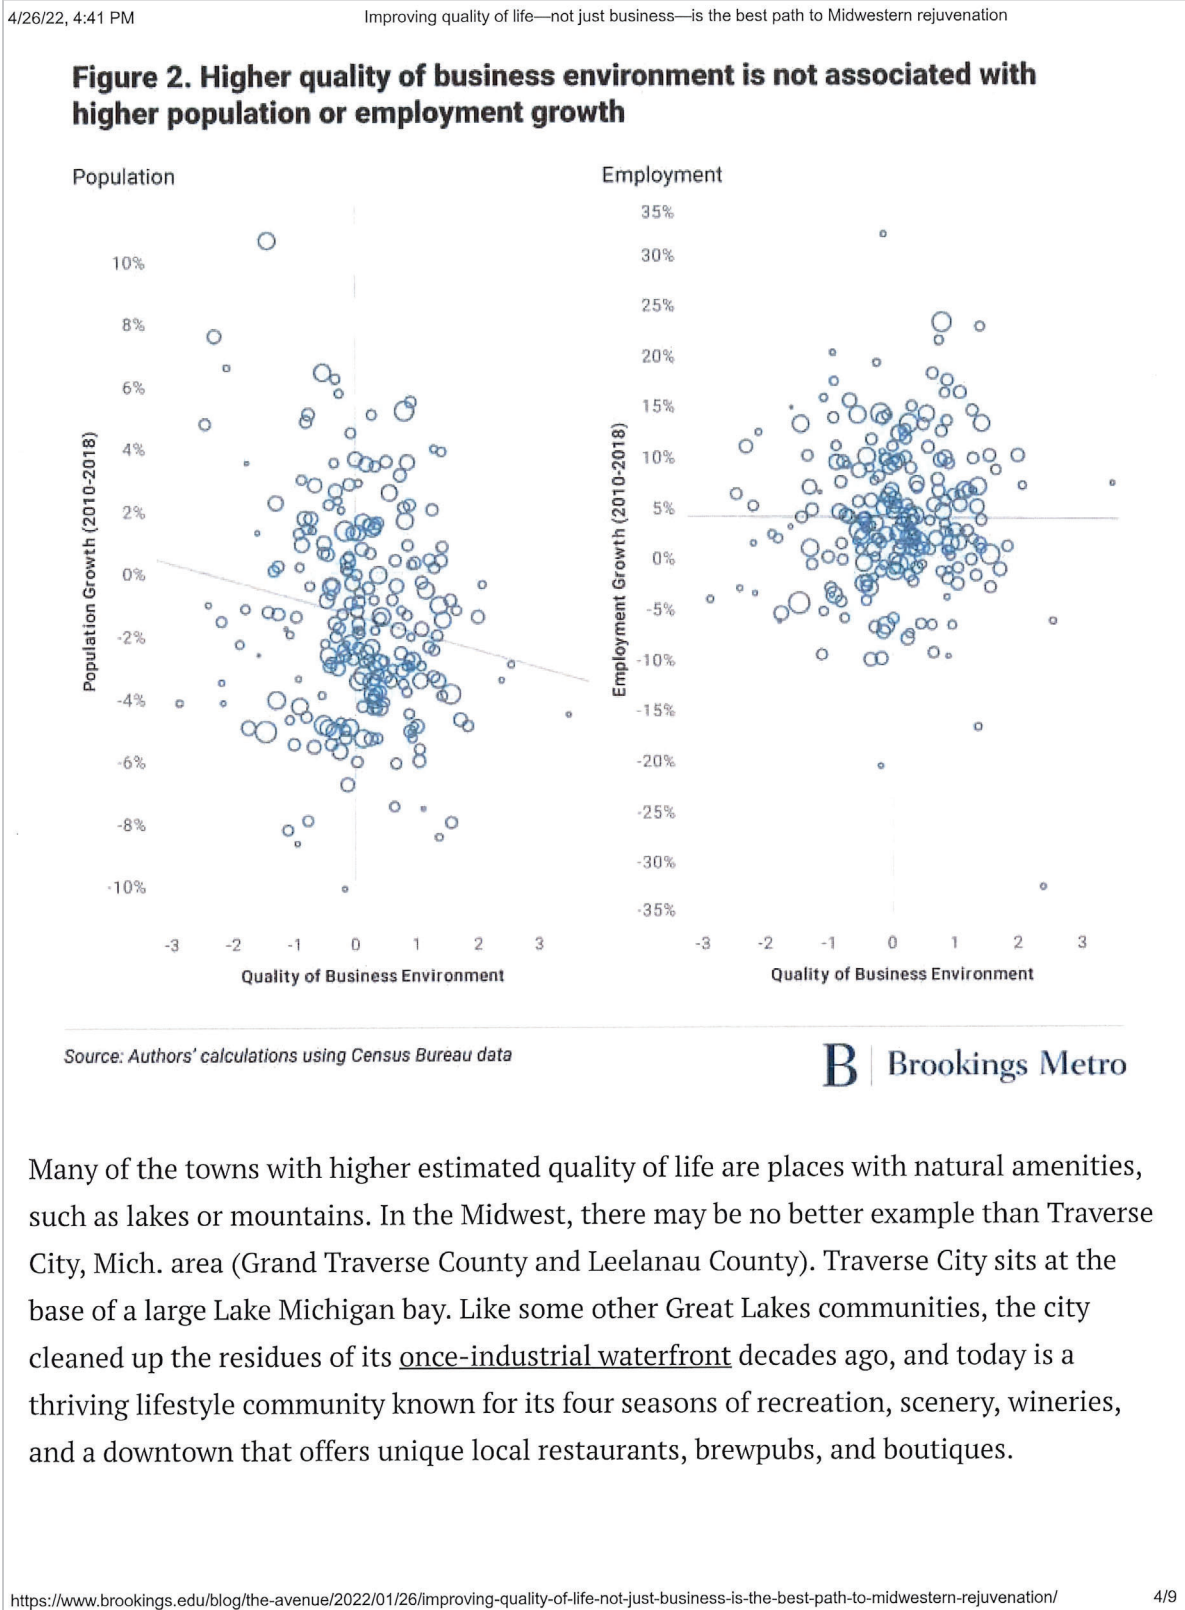 4/26/22, 4:41 PM
Improving quality of life—not just business—is the best path to Midwestern rejuvenation
Figure 2. Higher quality of business environment is not associated with
higher population or employment growth
Population
10%
8%
6%
4%
2%
0%
-2%
-4%
-6%
-8%
-10%
Population Growth (2010-2018)
-3 -2 -1 0 1 2 3
Quality of Business Environment
Employment
35%
30%
25%
20%
15%
10%
5%
0%
-5%
-10%
-15%
-20%
-25%
-30%
-35%
Employment Growth (2010-2018)
-3 -2 -1 0 1 2 3
Quality of Business Environment
Source: Authors' calculations using Census Bureau data
B | Brookings Metro
Many of the towns with higher estimated quality of life are places with natural amenities,
such as lakes or mountains. In the Midwest, there may be no better example than Traverse
City, Mich. area (Grand Traverse County and Leelanau County). Traverse City sits at the
base of a large Lake Michigan bay. Like some other Great Lakes communities, the city
cleaned up the residues of its once-industrial waterfront decades ago, and today is a
thriving lifestyle community known for its four seasons of recreation, scenery, wineries,
and a downtown that offers unique local restaurants, brewpubs, and boutiques.
https://www.brookings.edu/blog/the-avenue/2022/01/26/improving-quality-of-life-not-just-business-is-the-best-path-to-midwestern-rejuvenation/
4/9